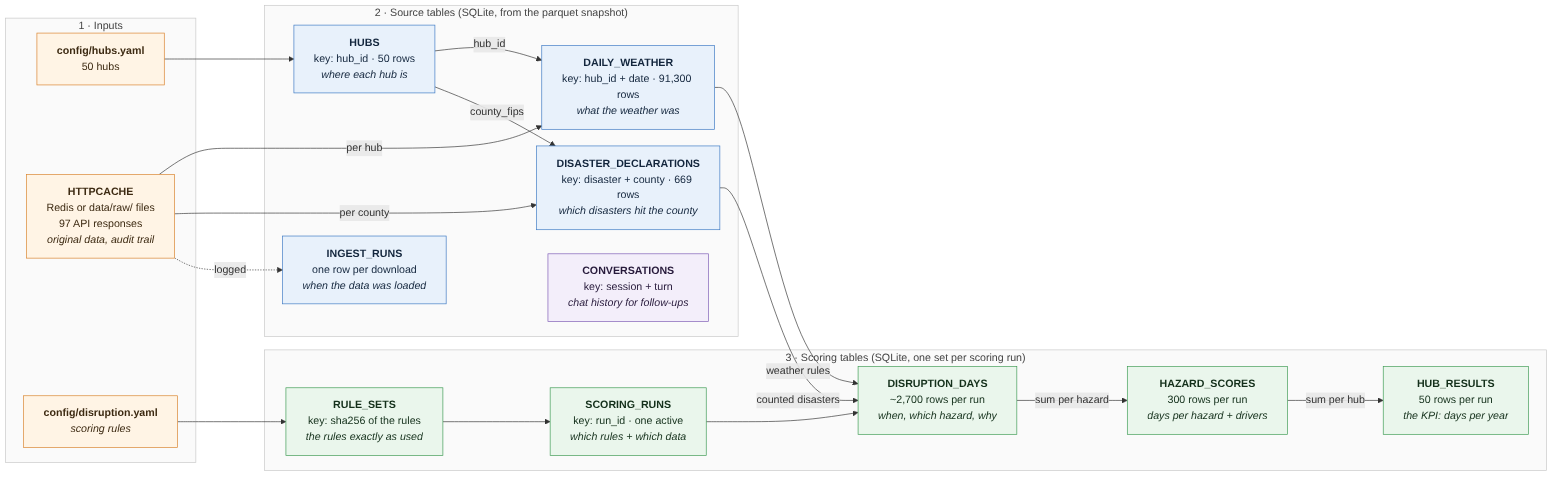 1 · Inputs
config/hubs.yaml
50 hubs
HTTPCACHE
Redis or data/raw/ files
97 API responses
original data, audit trail
config/disruption.yaml
scoring rules
2 · Source tables (SQLite, from the parquet snapshot)
HUBS
key: hub_id · 50 rows
where each hub is
hub_id
county_fips
DAILY_WEATHER
key: hub_id + date · 91,300
rows
what the weather was
per hub
DISASTER_DECLARATIONS
key: disaster + county · 669
rows
which disasters hit the county
per county
INGEST_RUNS
one row per download
when the data was loaded
logged
CONVERSATIONS
key: session + turn
chat history for follow-ups
3 · Scoring tables (SQLite, one set per scoring run)
RULE_SETS
key: sha256 of the rules
the rules exactly as used
SCORING_RUNS
key: run_id · one active
which rules + which data
weather rules
counted disasters
DISRUPTION_DAYS
~2,700 rows per run
when, which hazard, why
sum per hazard
HAZARD_SCORES
300 rows per run
days per hazard + drivers
sum per hub
HUB_RESULTS
50 rows per run
the KPI: days per year